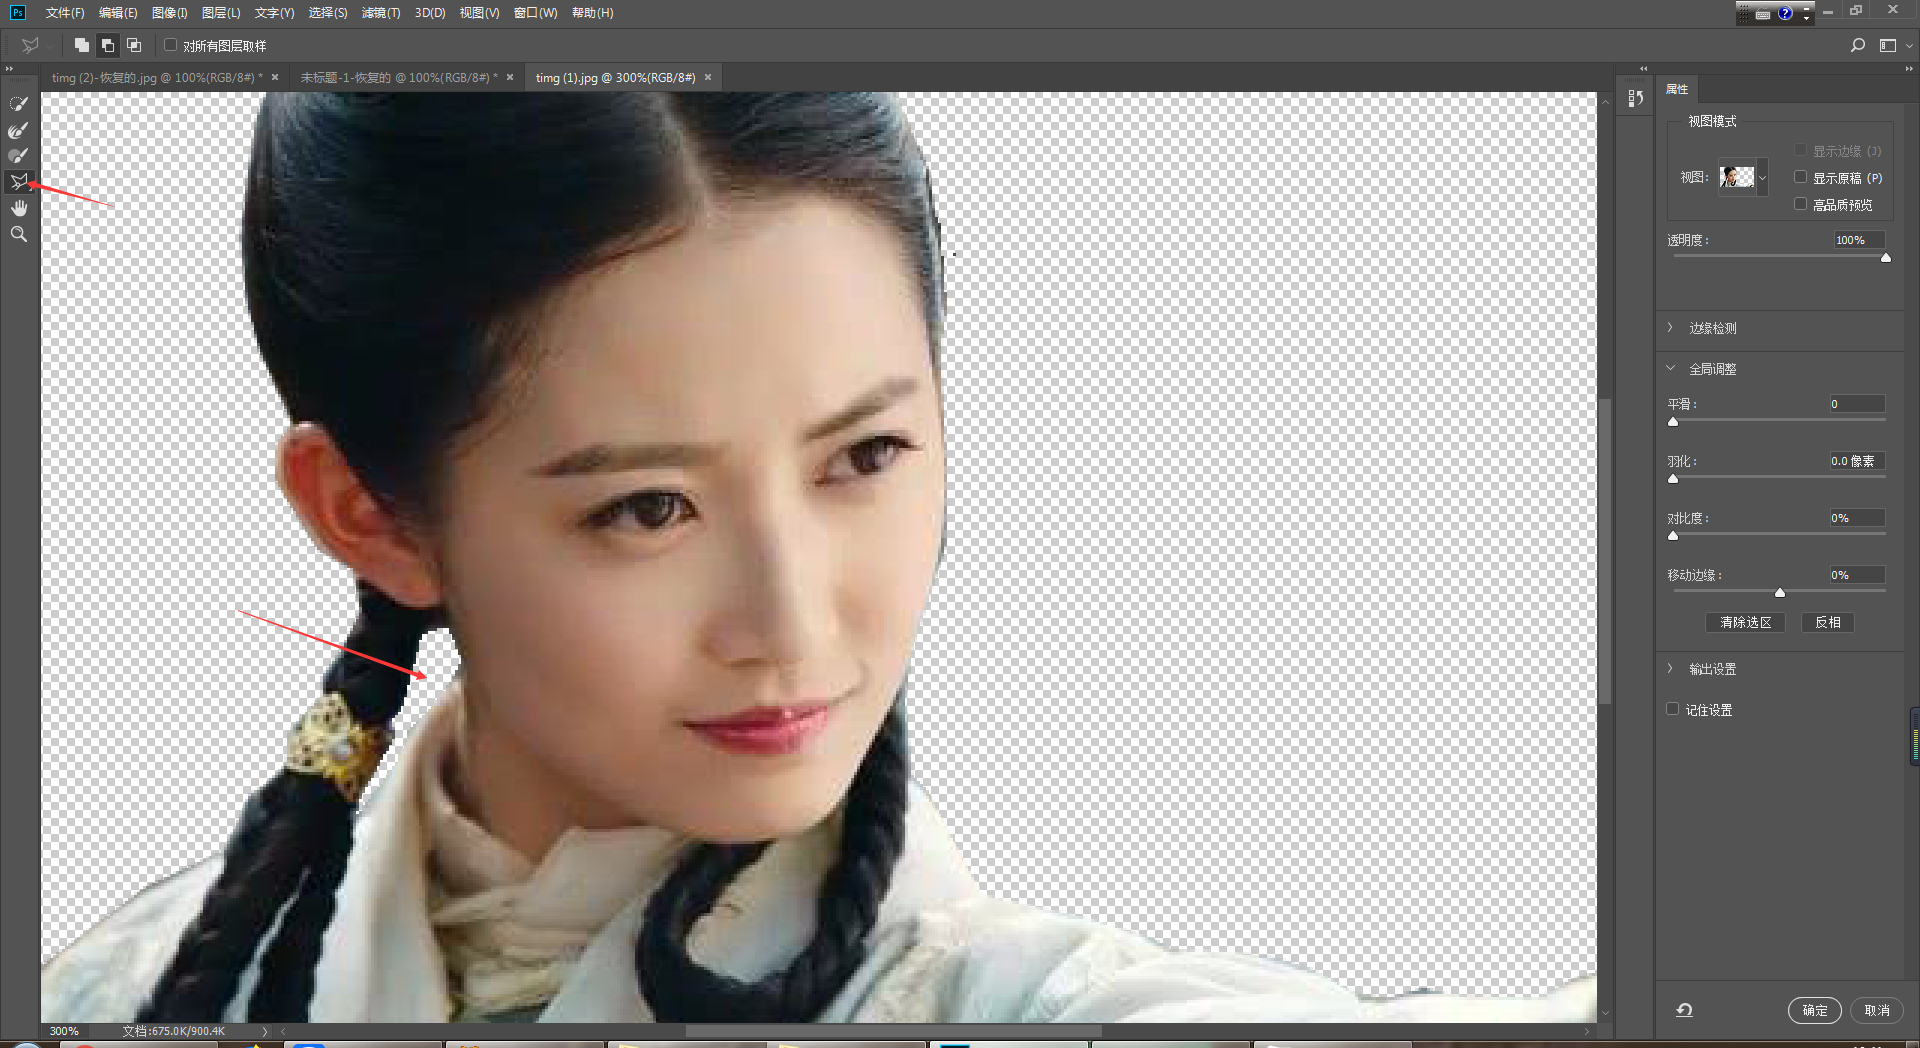 Ps 文件(F) 编辑(E) 图像(I) 图层(L) 文字(Y) 选择(S) 滤镜(T) 3D(D) 视图(V) 窗口(W) 帮助(H)
对所有图层取样
timg (2)-恢复的.jpg @ 100%(RGB/8#) * × 未标题-1-恢复的 @ 100%(RGB/8#) * × timg (1).jpg @ 300%(RGB/8#) ×
属性
视图模式
显示边缘 (J)
视图:
显示原稿 (P)
高品质预览
透明度: 100%
边缘检测
全局调整
平滑: 0
羽化: 0.0 像素
对比度: 0%
移动边缘: 0%
清除选区 反相
输出设置
记住设置
确定 取消
300% 文档:675.0K/900.4K